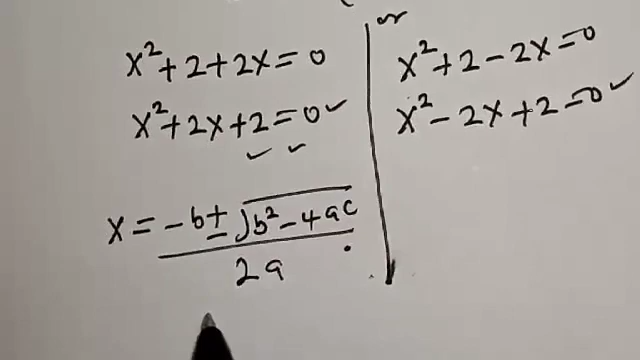 x² + 2 + 2x = 0
x² + 2x + 2 = 0 ✓
✓ ✓
x = -b ± √b² - 4ac
2a
or
x² + 2 - 2x = 0
x² - 2x + 2 = 0 ✓